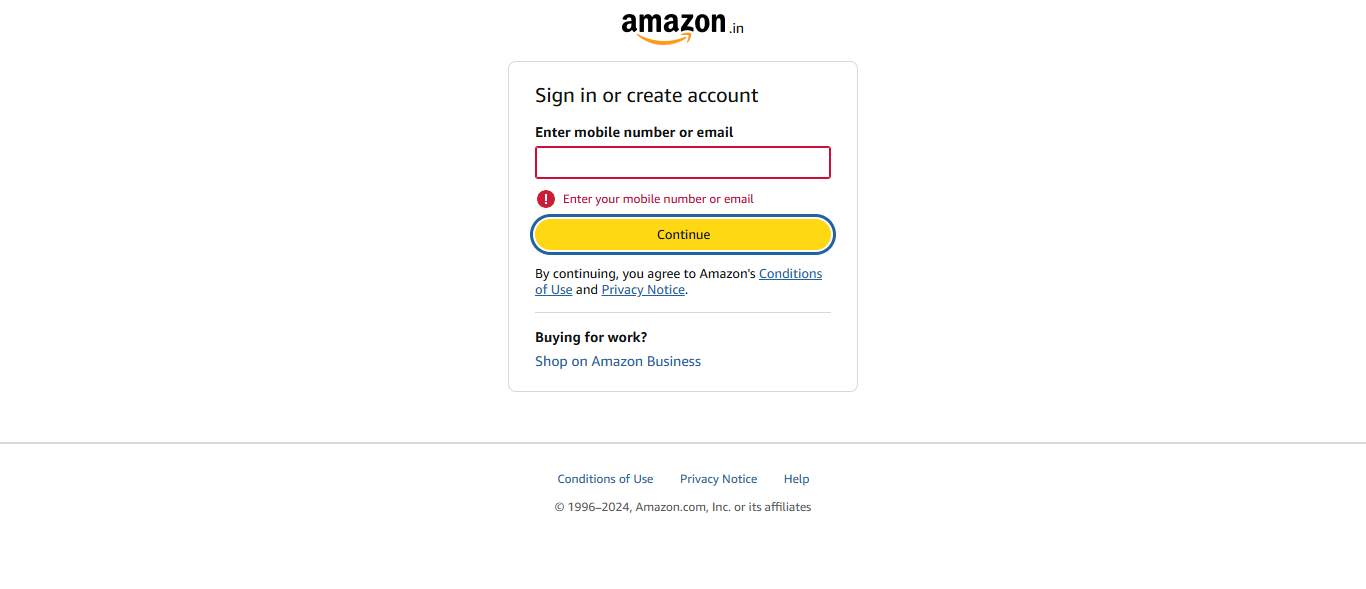 amazon.in
Sign in or create account
Enter mobile number or email
! Enter your mobile number or email
Continue
By continuing, you agree to Amazon's Conditions
of Use and Privacy Notice.
Buying for work?
Shop on Amazon Business
Conditions of Use Privacy Notice Help
© 1996–2024, Amazon.com, Inc. or its affiliates